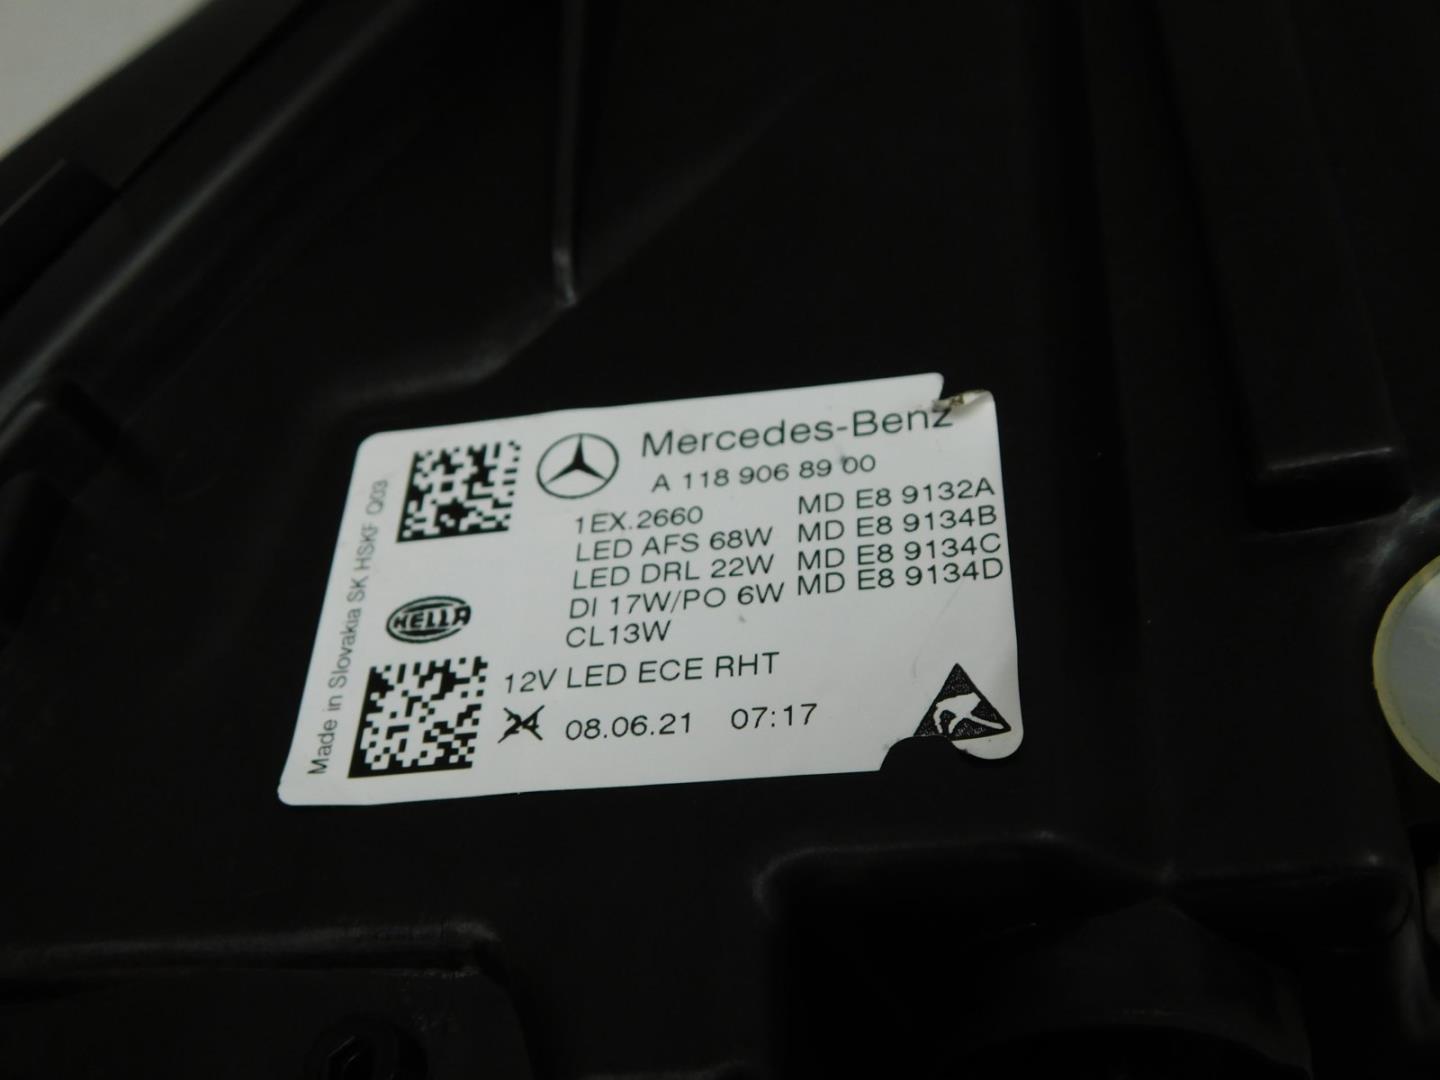 Mercedes-Benz
A 118 906 89 00
1EX.2660 MD E8 9132A
LED AFS 68W MD E8 9134B
LED DRL 22W MD E8 9134C
DI 17W/PO 6W MD E8 9134D
CL13W
HELLA
12V LED ECE RHT
24 08.06.21 07:17
Made in Slovakia SK HSKF Q03